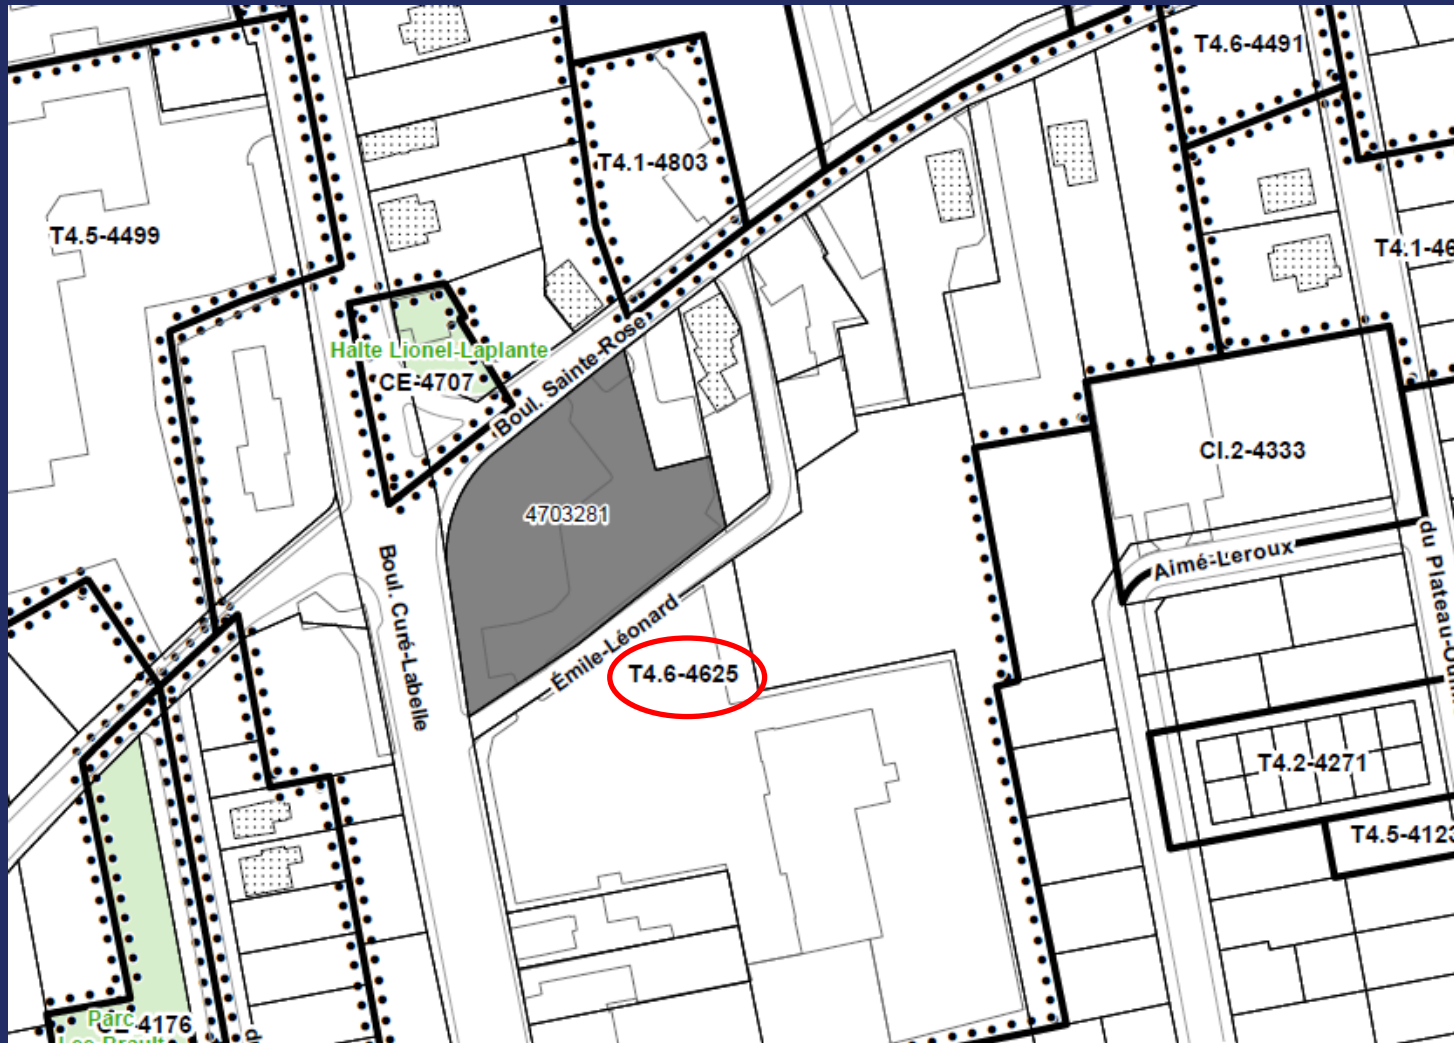 T4.6-4491
T4.1-4803
T4.5-4499
T4.1-46
Halte Lionel-Laplante
CE-4707
Boul. Sainte-Rose
CI.2-4333
4703281
Aimé-Leroux
Boul. Curé-Labelle
Émile-Léonard
T4.6-4625
du Plateau-Ouim
T4.2-4271
T4.5-4123
Parc
CE-4176